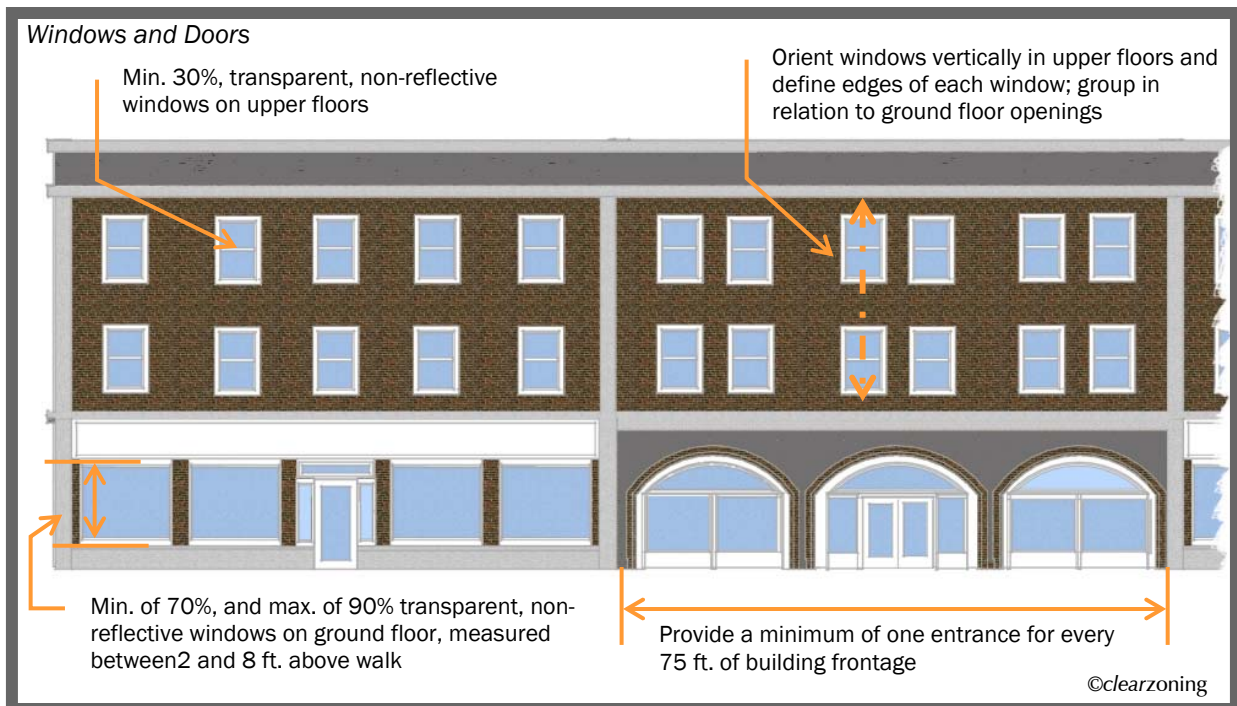 Windows and Doors
Min. 30%, transparent, non-reflective
windows on upper floors
Orient windows vertically in upper floors and
define edges of each window; group in
relation to ground floor openings
Min. of 70%, and max. of 90% transparent, non-
reflective windows on ground floor, measured
between2 and 8 ft. above walk
Provide a minimum of one entrance for every
75 ft. of building frontage
©clearzoning